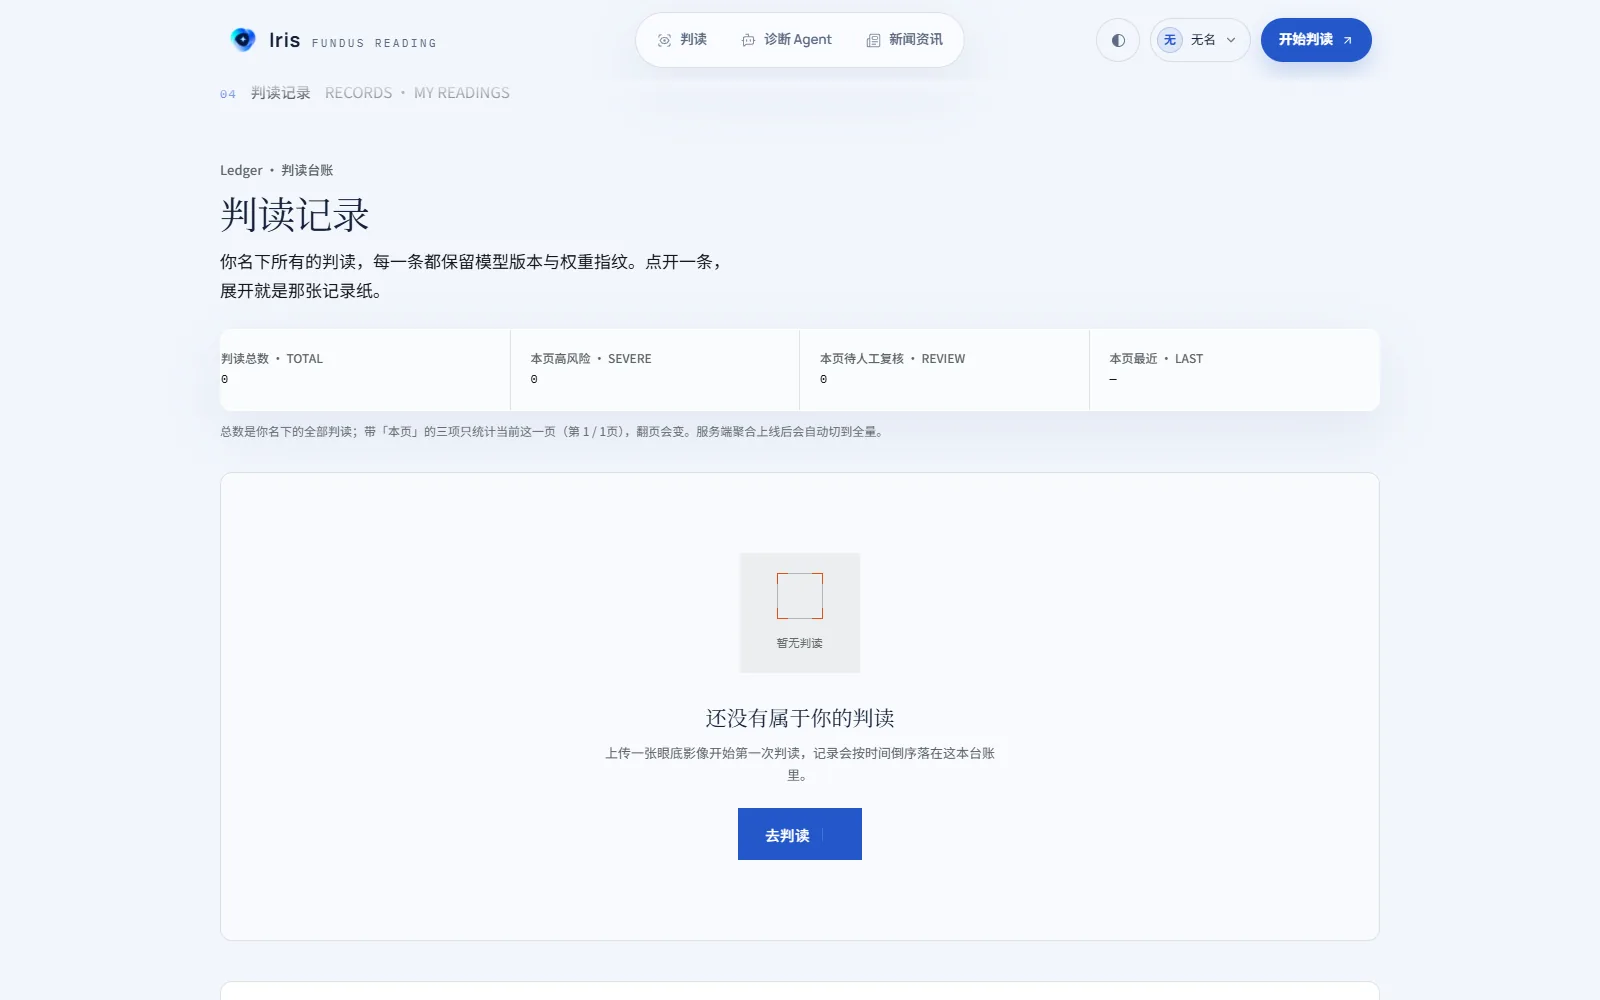 Iris FUNDUS READING
判读
诊断 Agent
新闻资讯
无 无名
开始判读
04 判读记录 RECORDS · MY READINGS
Ledger · 判读台账
判读记录
你名下所有的判读，每一条都保留模型版本与权重指纹。点开一条，
展开就是那张记录纸。
判读总数 · TOTAL
0
本页高风险 · SEVERE
0
本页待人工复核 · REVIEW
0
本页最近 · LAST
—
总数是你名下的全部判读；带「本页」的三项只统计当前这一页（第 1 / 1页），翻页会变。服务端聚合上线后会自动切到全量。
暂无判读
还没有属于你的判读
上传一张眼底影像开始第一次判读，记录会按时间倒序落在这本台账
里。
去判读